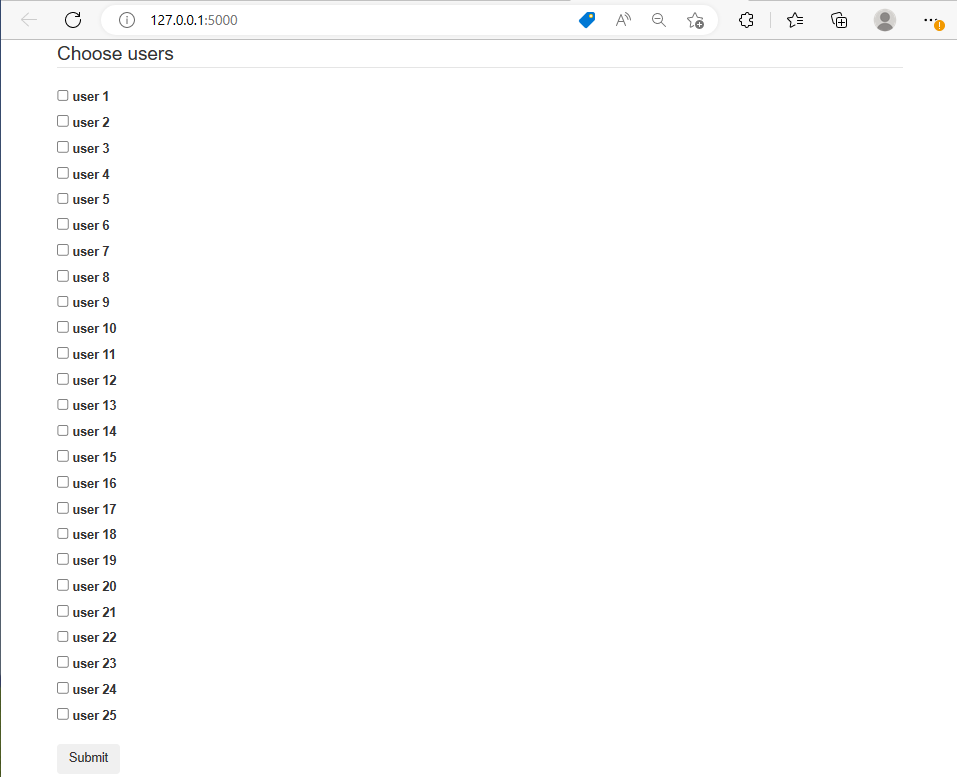 127.0.0.1:5000
Choose users
user 1
user 2
user 3
user 4
user 5
user 6
user 7
user 8
user 9
user 10
user 11
user 12
user 13
user 14
user 15
user 16
user 17
user 18
user 19
user 20
user 21
user 22
user 23
user 24
user 25
Submit